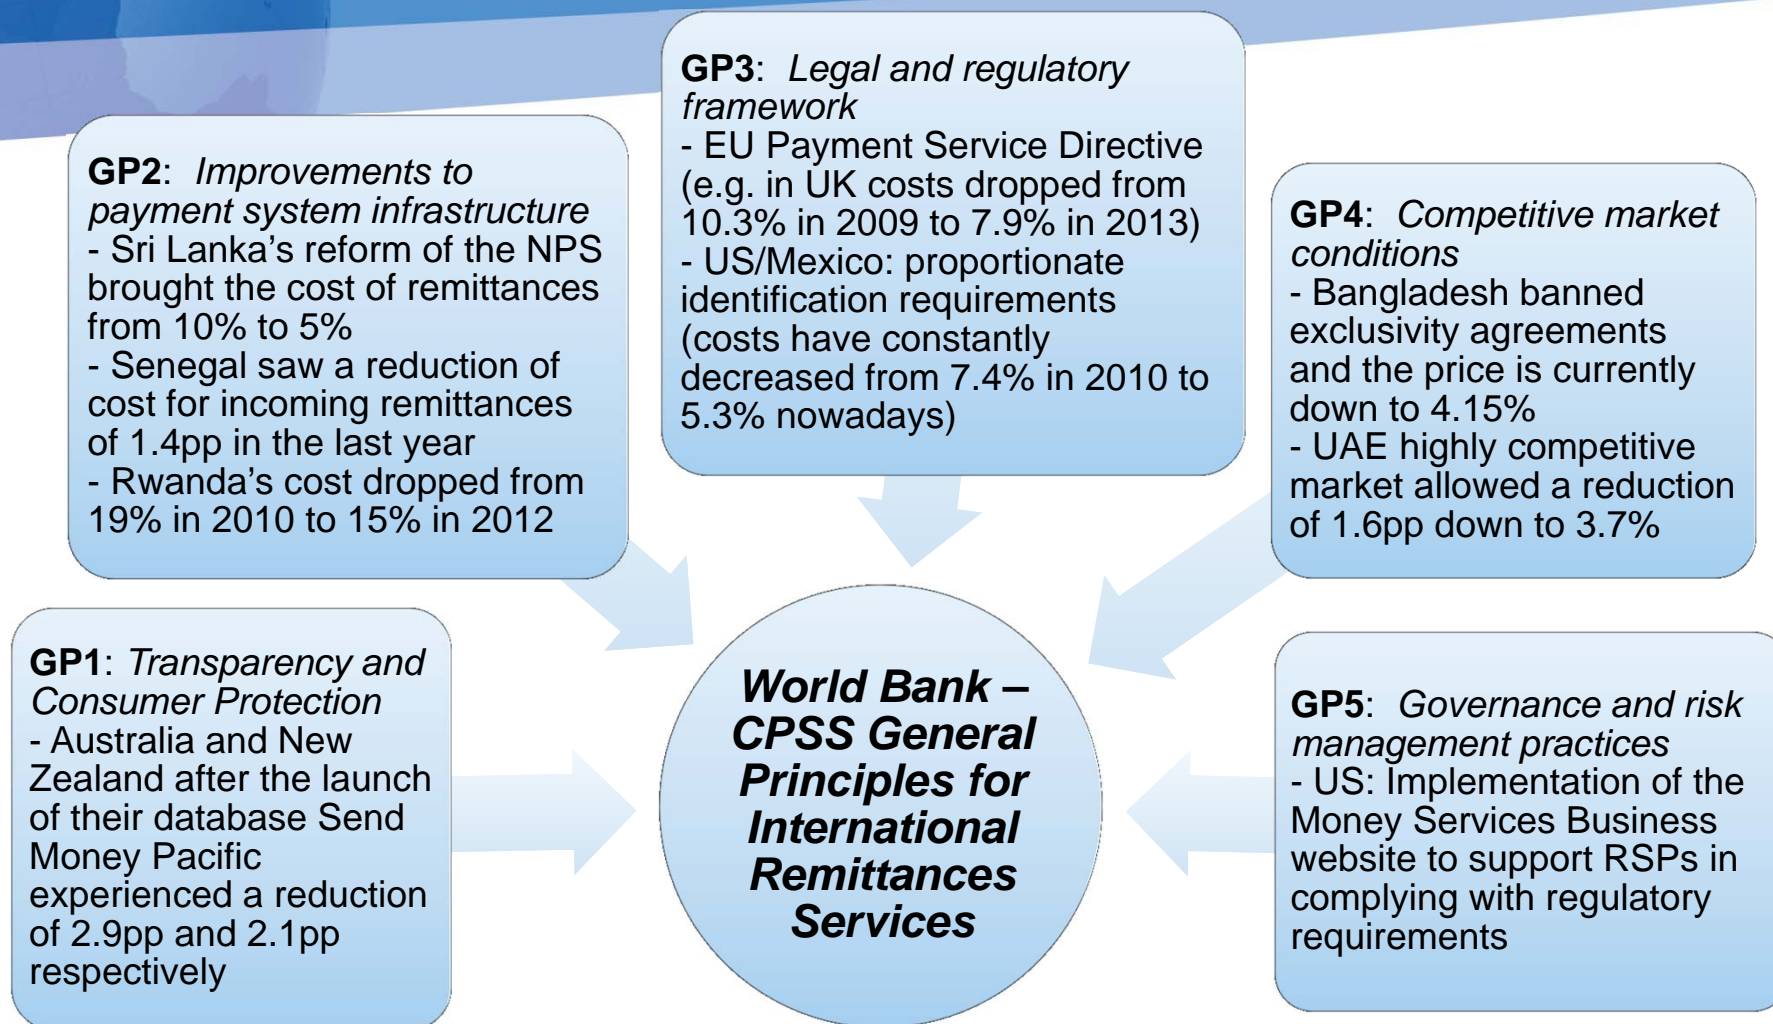 GP1: Transparency and
Consumer Protection
- Australia and New
Zealand after the launch
of their database Send
Money Pacific
experienced a reduction
of 2.9pp and 2.1pp
respectively
GP2: Improvements to
payment system infrastructure
- Sri Lanka’s reform of the NPS
brought the cost of remittances
from 10% to 5%
- Senegal saw a reduction of
cost for incoming remittances
of 1.4pp in the last year
- Rwanda’s cost dropped from
19% in 2010 to 15% in 2012
GP3: Legal and regulatory
framework
- EU Payment Service Directive
(e.g. in UK costs dropped from
10.3% in 2009 to 7.9% in 2013)
- US/Mexico: proportionate
identification requirements
(costs have constantly
decreased from 7.4% in 2010 to
5.3% nowadays)
GP4: Competitive market
conditions
- Bangladesh banned
exclusivity agreements
and the price is currently
down to 4.15%
- UAE highly competitive
market allowed a reduction
of 1.6pp down to 3.7%
GP5: Governance and risk
management practices
- US: Implementation of the
Money Services Business
website to support RSPs in
complying with regulatory
requirements
World Bank –
CPSS General
Principles for
International
Remittances
Services